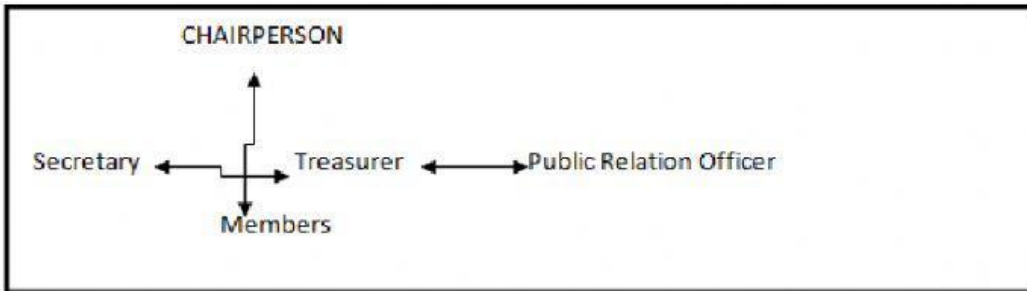 CHAIRPERSON
Secretary Treasurer Public Relation Officer
Members